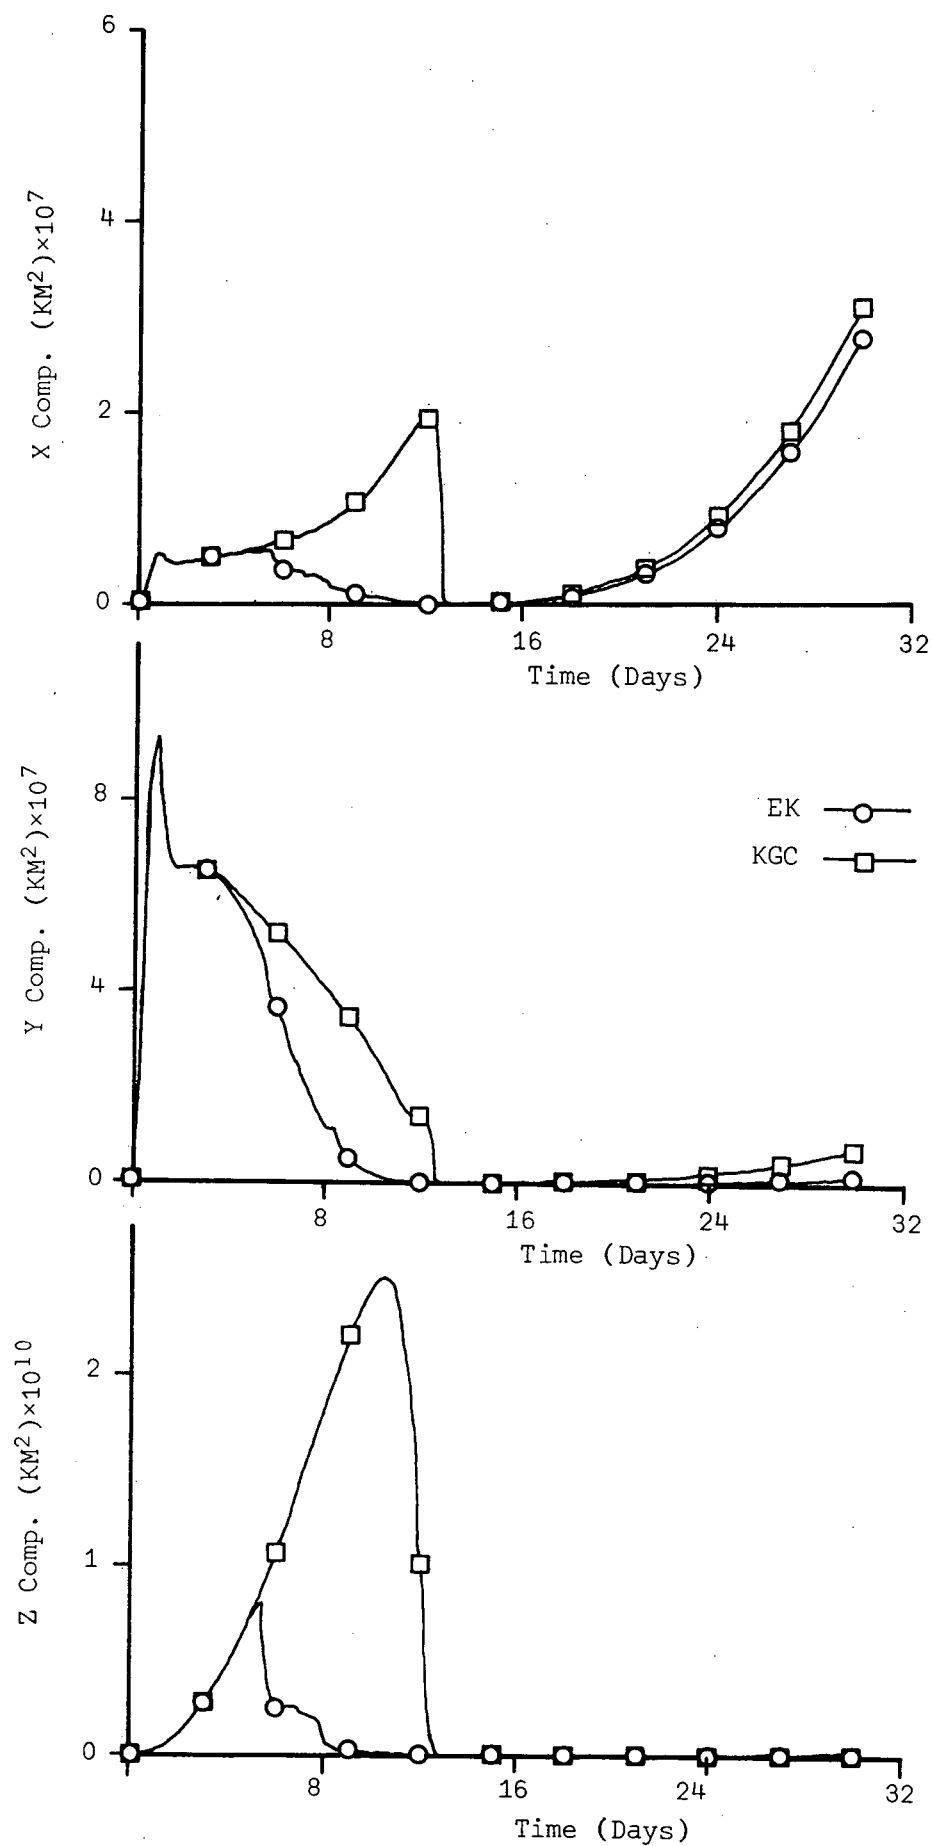 6
4
2
0
X Comp. (KM²)×10⁷
8 16 24 32
Time (Days)
8
4
0
Y Comp. (KM²)×10⁷
EK
KGC
8 16 24 32
Time (Days)
2
1
0
Z Comp. (KM²)×10¹⁰
8 16 24 32
Time (Days)